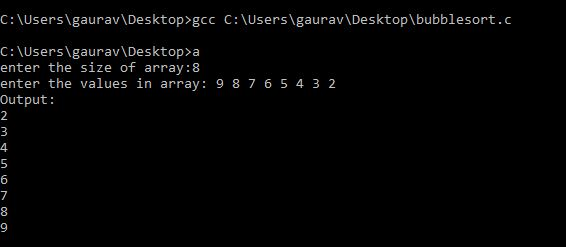 C:\Users\gaurav\Desktop>gcc C:\Users\gaurav\Desktop\bubblesort.c
C:\Users\gaurav\Desktop>a
enter the size of array:8
enter the values in array: 9 8 7 6 5 4 3 2
Output:
2
3
4
5
6
7
8
9